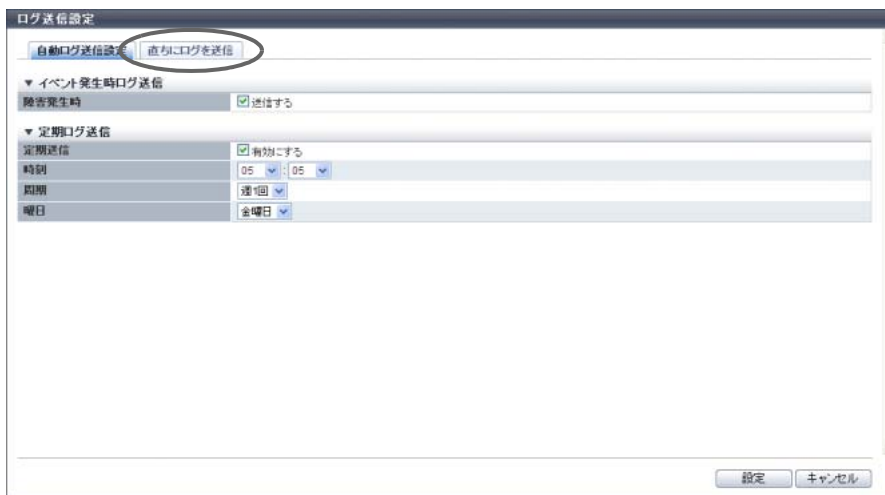 ログ送信設定
自動ログ送信設定 直ちにログを送信
▼ イベント発生時ログ送信
障害発生時 送信する
▼ 定期ログ送信
定期送信 有効にする
時刻 05 : 05
周期 週1回
曜日 金曜日
設定 キャンセル